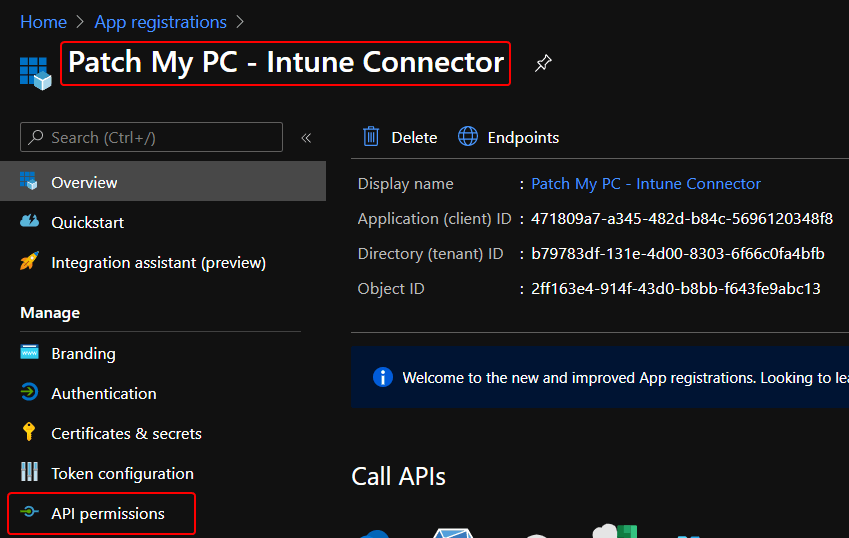 Home > App registrations >
Patch My PC - Intune Connector
Search (Ctrl+/)
«
Delete
Endpoints
Overview
Display name : Patch My PC - Intune Connector
Quickstart
Application (client) ID : 471809a7-a345-482d-b84c-5696120348f8
Directory (tenant) ID : b79783df-131e-4d00-8303-6f66c0fa4bfb
Integration assistant (preview)
Object ID : 2ff163e4-914f-43d0-b8bb-f643fe9abc13
Manage
Branding
Welcome to the new and improved App registrations. Looking to lea
Authentication
Certificates & secrets
Token configuration
Call APIs
API permissions